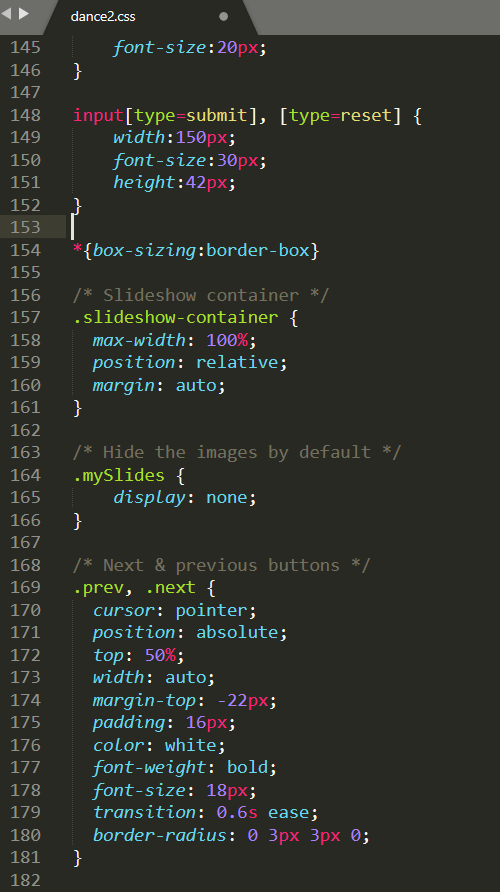 dance2.css
145 font-size:20px;
146 }
147
148 input[type=submit], [type=reset] {
149 width:150px;
150 font-size:30px;
151 height:42px;
152 }
153
154 *{box-sizing:border-box}
155
156 /* Slideshow container */
157 .slideshow-container {
158 max-width: 100%;
159 position: relative;
160 margin: auto;
161 }
162
163 /* Hide the images by default */
164 .mySlides {
165 display: none;
166 }
167
168 /* Next & previous buttons */
169 .prev, .next {
170 cursor: pointer;
171 position: absolute;
172 top: 50%;
173 width: auto;
174 margin-top: -22px;
175 padding: 16px;
176 color: white;
177 font-weight: bold;
178 font-size: 18px;
179 transition: 0.6s ease;
180 border-radius: 0 3px 3px 0;
181 }
182